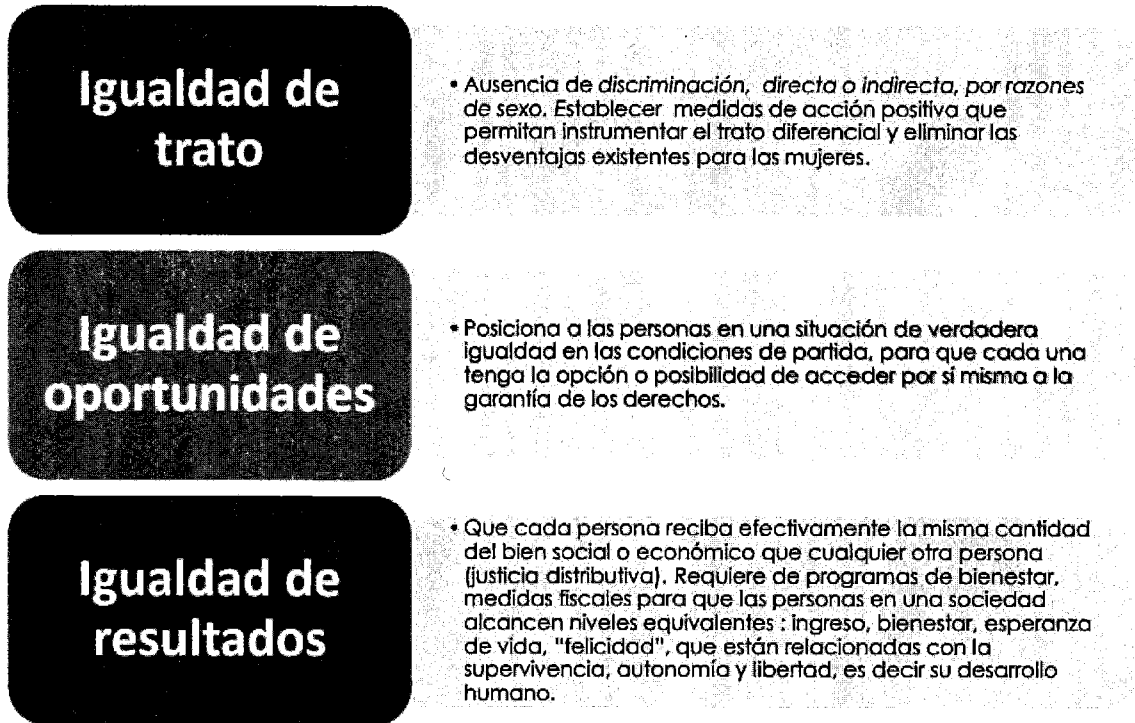 Igualdad de
trato
• Ausencia de discriminación, directa o indirecta, por razones
de sexo. Establecer medidas de acción positiva que
permitan instrumentar el trato diferencial y eliminar las
desventajas existentes para las mujeres.
Igualdad de
oportunidades
• Posiciona a las personas en una situación de verdadera
igualdad en las condiciones de partida, para que cada una
tenga la opción o posibilidad de acceder por sí misma a la
garantía de los derechos.
Igualdad de
resultados
• Que cada persona reciba efectivamente la misma cantidad
del bien social o económico que cualquier otra persona
(justicia distributiva). Requiere de programas de bienestar,
medidas fiscales para que las personas en una sociedad
alcancen niveles equivalentes : ingreso, bienestar, esperanza
de vida, "felicidad", que están relacionadas con la
supervivencia, autonomía y libertad, es decir su desarrollo
humano.